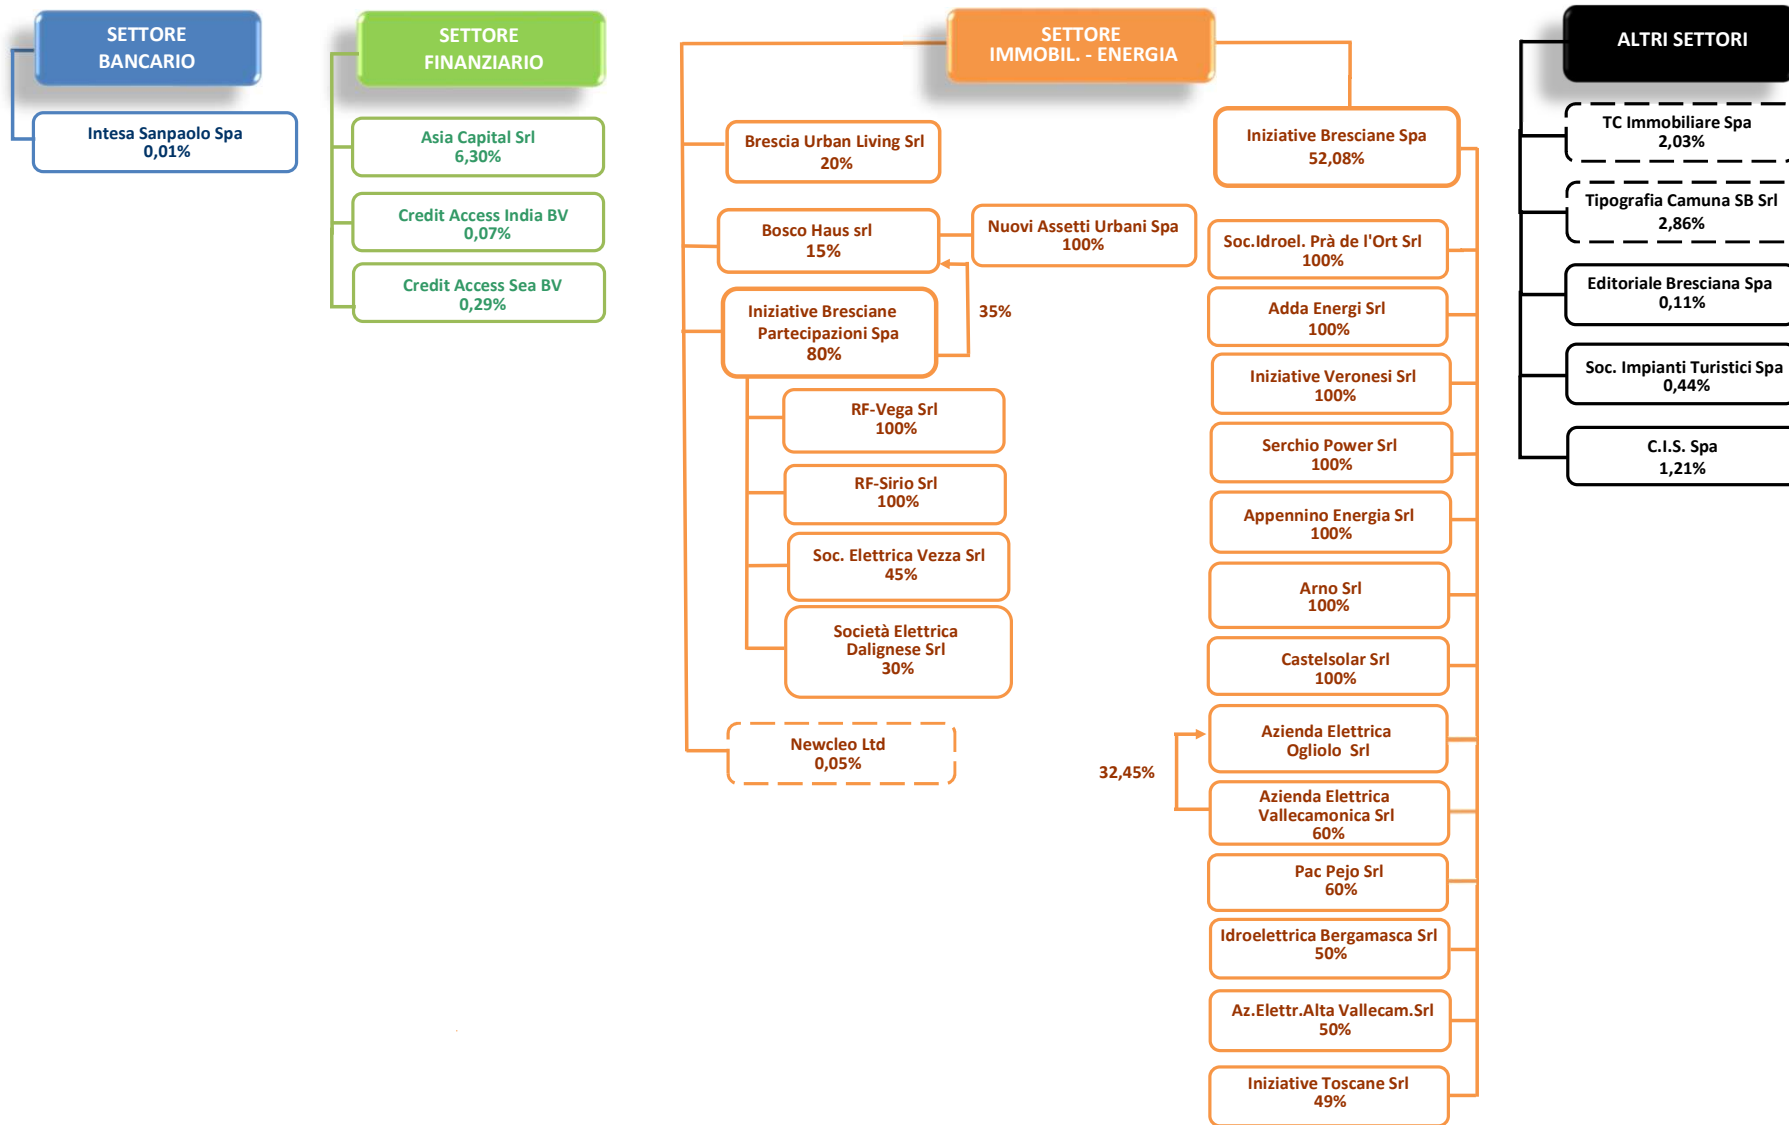 SETTORE
BANCARIO
Intesa Sanpaolo Spa
0,01%
SETTORE
FINANZIARIO
Asia Capital Srl
6,30%
Credit Access India BV
0,07%
Credit Access Sea BV
0,29%
SETTORE
IMMOBIL. - ENERGIA
Brescia Urban Living Srl
20%
Bosco Haus srl
15%
Nuovi Assetti Urbani Spa
100%
Iniziative Bresciane
Partecipazioni Spa
80%
35%
RF-Vega Srl
100%
RF-Sirio Srl
100%
Soc. Elettrica Vezza Srl
45%
Società Elettrica
Dalignese Srl
30%
Newcleo Ltd
0,05%
Iniziative Bresciane Spa
52,08%
Soc.Idroel. Prà de l'Ort Srl
100%
Adda Energi Srl
100%
Iniziative Veronesi Srl
100%
Serchio Power Srl
100%
Appennino Energia Srl
100%
Arno Srl
100%
Castelsolar Srl
100%
Azienda Elettrica
Ogliolo Srl
32,45%
Azienda Elettrica
Vallecamonica Srl
60%
Pac Pejo Srl
60%
Idroelettrica Bergamasca Srl
50%
Az.Elettr.Alta Vallecam.Srl
50%
Iniziative Toscane Srl
49%
ALTRI SETTORI
TC Immobiliare Spa
2,03%
Tipografia Camuna SB Srl
2,86%
Editoriale Bresciana Spa
0,11%
Soc. Impianti Turistici Spa
0,44%
C.I.S. Spa
1,21%